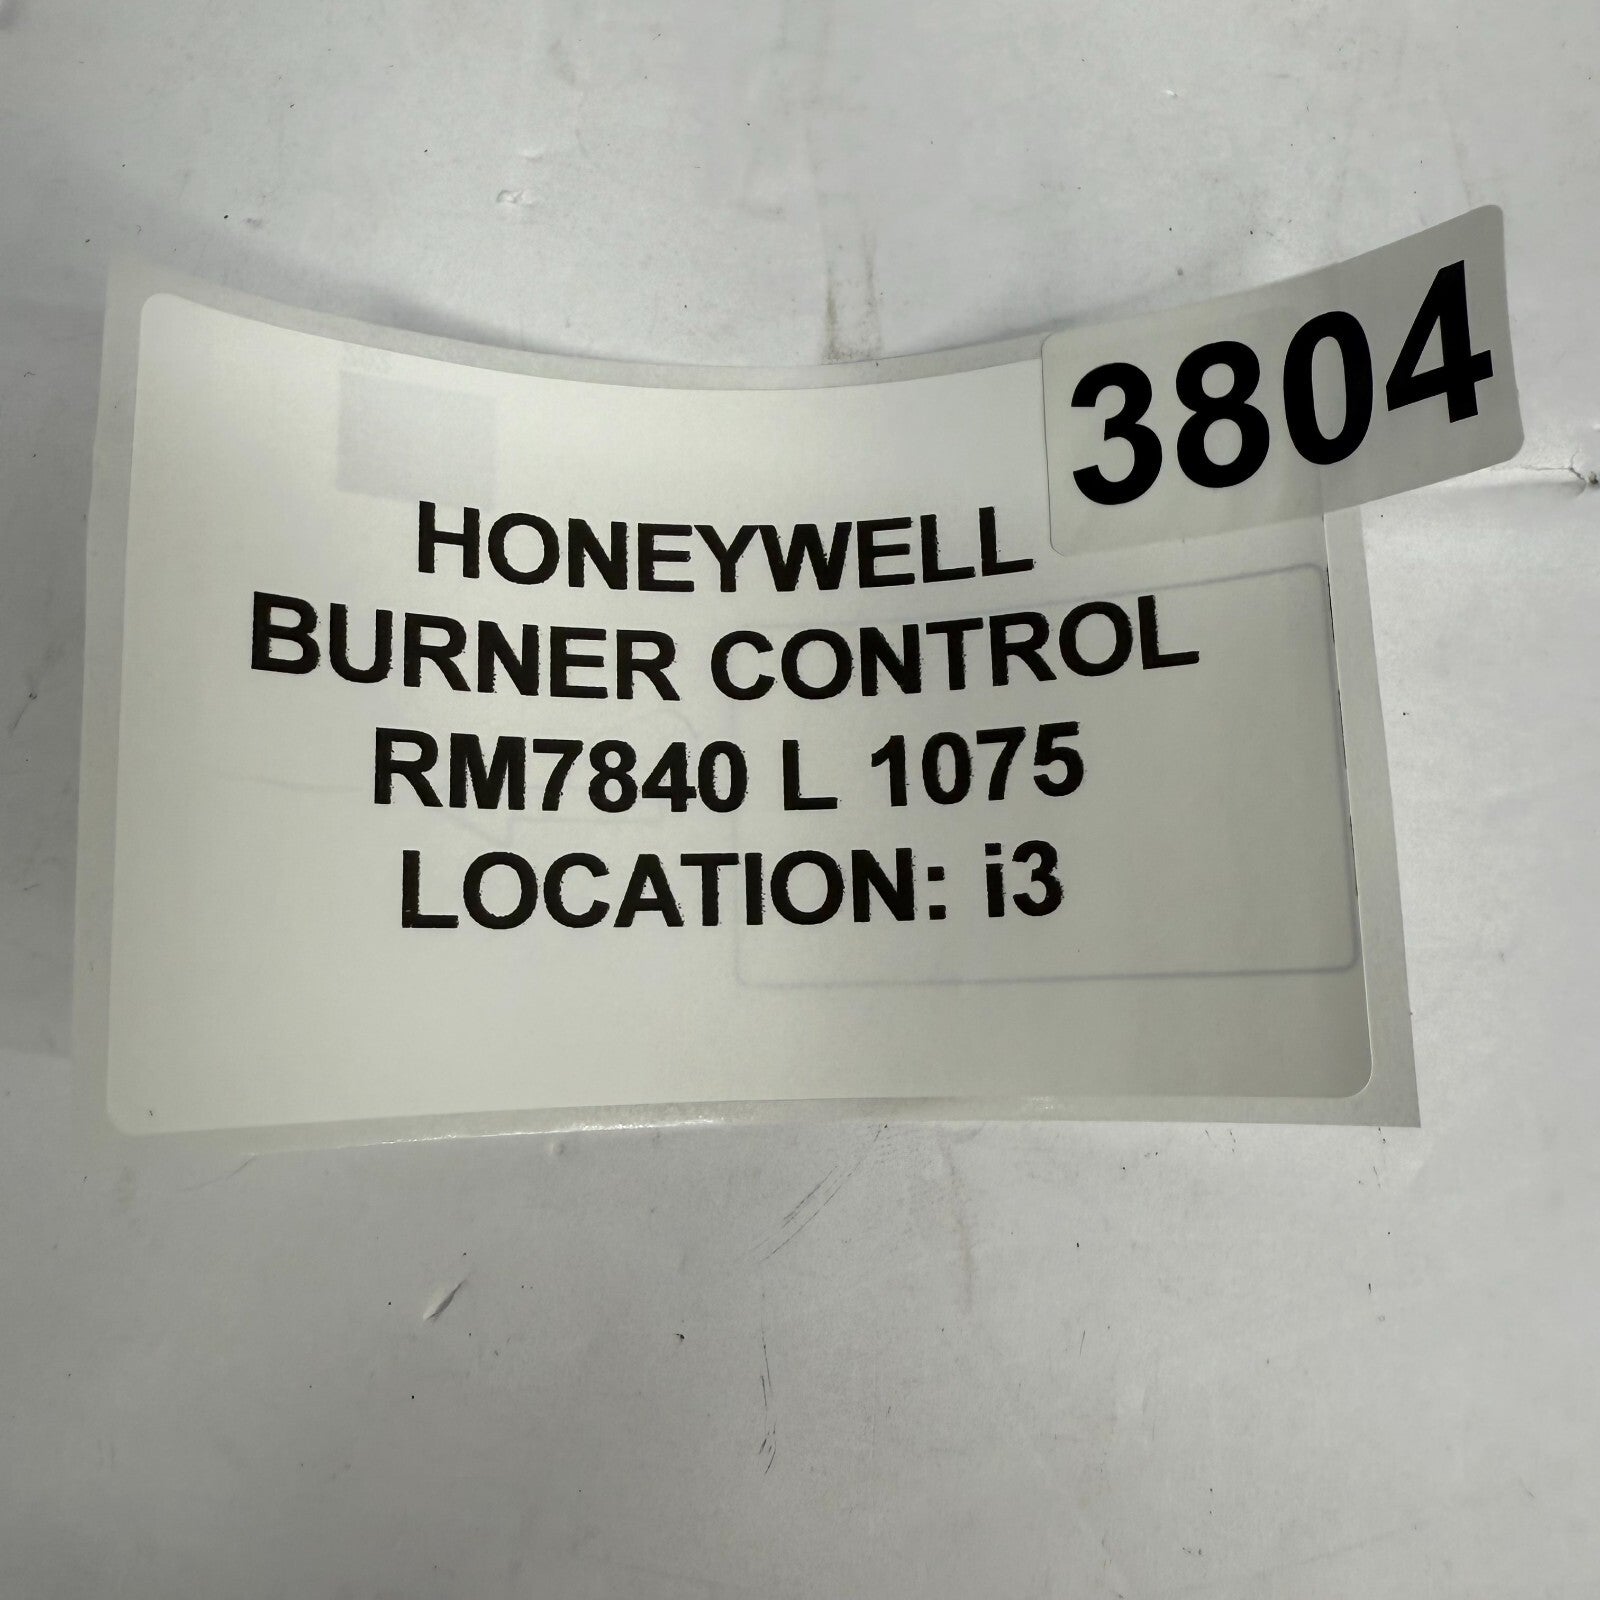 3804
HONEYWELL
BURNER CONTROL
RM7840 L 1075
LOCATION: i3